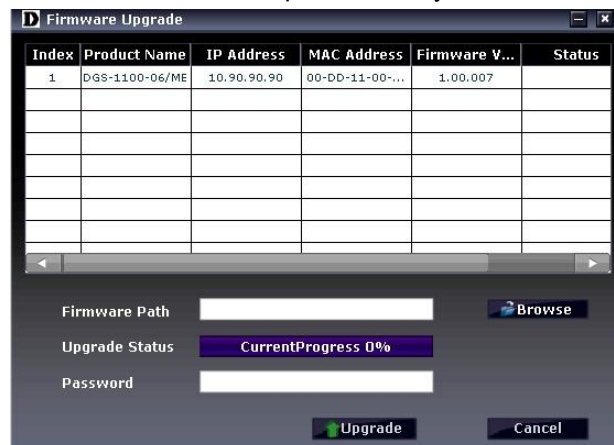 D Firmware Upgrade
Index Product Name IP Address MAC Address Firmware V... Status
1 DGS-1100-06/ME 10.90.90.90 00-DD-11-00-... 1.00.007
Firmware Path Browse
Upgrade Status CurrentProgress 0%
Password
Upgrade Cancel